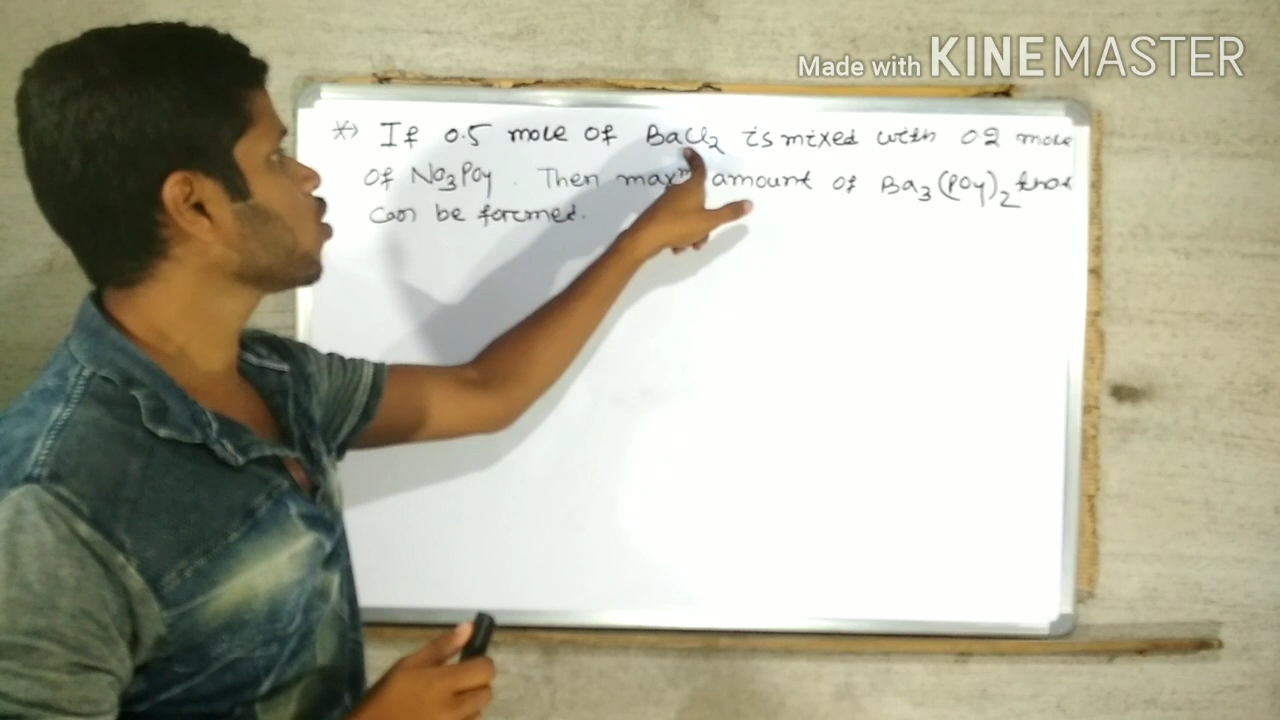 Made with KINEMASTER
*→ If 0.5 mole of BaCl2 is mixed with 0.2 mole
of Na3PO4. Then maxm amount of Ba3(PO4)2 that
can be formed.